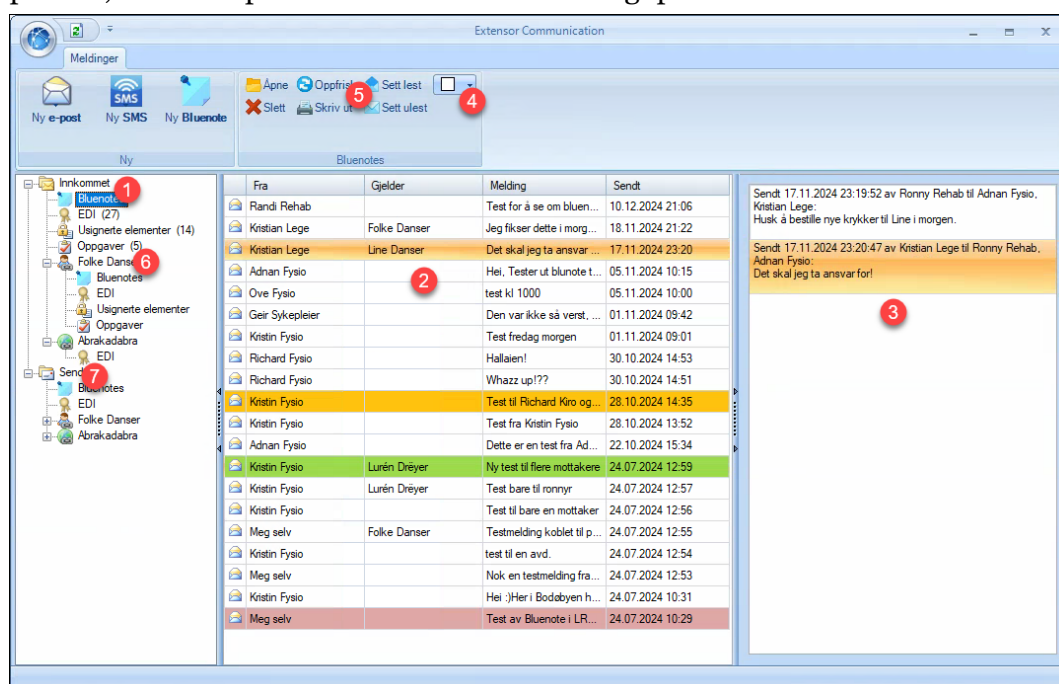 Extensor Communication
Meldinger
Ny e-post
Ny SMS
Ny Bluenote
Ny
Åpne Oppfrisk Sett lest 4
Slett Skriv ut 5 Sett ulest
Bluenotes
Innkommet
Bluenotes 1
EDI (27)
Usignerte elementer (14)
Oppgaver (5)
Folke Danser 6
Bluenotes
EDI
Usignerte elementer
Oppgaver
Abrakadabra
EDI
7
Bluenotes
EDI
Folke Danser
Abrakadabra
Fra Gjelder Melding Sendt
Randi Rehab Test for å se om bluen... 10.12.2024 21:06
Kristian Lege Folke Danser Jeg fikser dette i morg... 18.11.2024 21:22
Kristian Lege Line Danser Det skal jeg ta ansvar ... 17.11.2024 23:20
Adnan Fysio Hei, Tester ut blunote t... 05.11.2024 10:15
2
Ove Fysio test kl 1000 05.11.2024 10:00
Geir Sykepleier Den var ikke så verst, ... 01.11.2024 09:42
Kristin Fysio Test fredag morgen 01.11.2024 09:01
Richard Fysio Hallaien! 30.10.2024 14:53
Richard Fysio Whazz up!?? 30.10.2024 14:51
Kristin Fysio Test til Richard Kiro og... 28.10.2024 14:35
Kristin Fysio Test fra Kristin Fysio 28.10.2024 13:52
Adnan Fysio Dette er en test fra Ad... 22.10.2024 15:34
Kristin Fysio Lurén Drëyer Ny test til flere mottakere 24.07.2024 12:59
Kristin Fysio Lurén Drëyer Test bare til ronnyr 24.07.2024 12:57
Kristin Fysio Test til bare en mottaker 24.07.2024 12:56
Meg selv Folke Danser Testmelding koblet til p... 24.07.2024 12:55
Kristin Fysio test til en avd. 24.07.2024 12:54
Meg selv Nok en testmelding fra... 24.07.2024 12:53
Kristin Fysio Hei :)Her i Bodøbyen h... 24.07.2024 10:31
Meg selv Test av Bluenote i LR... 24.07.2024 10:29
Sendt 17.11.2024 23:19:52 av Ronny Rehab til Adnan Fysio,
Kristian Lege:
Husk å bestille nye krykker til Line i morgen.
Sendt 17.11.2024 23:20:47 av Kristian Lege til Ronny Rehab,
Adnan Fysio:
Det skal jeg ta ansvar for!
3